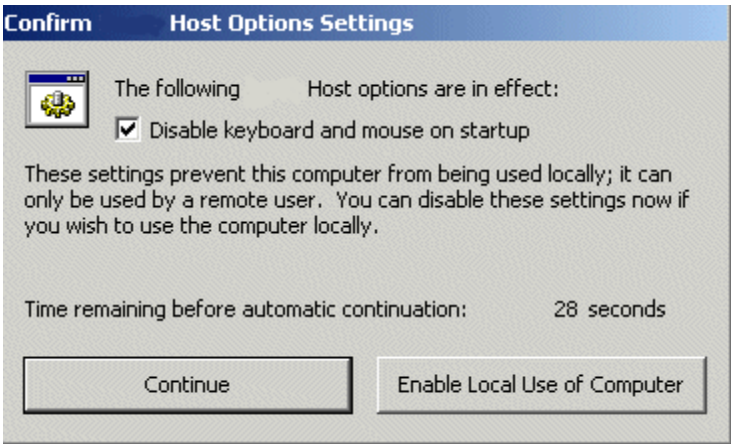 Confirm Host Options Settings
The following Host options are in effect:
Disable keyboard and mouse on startup
These settings prevent this computer from being used locally; it can
only be used by a remote user. You can disable these settings now if
you wish to use the computer locally.
Time remaining before automatic continuation: 28 seconds
Continue
Enable Local Use of Computer